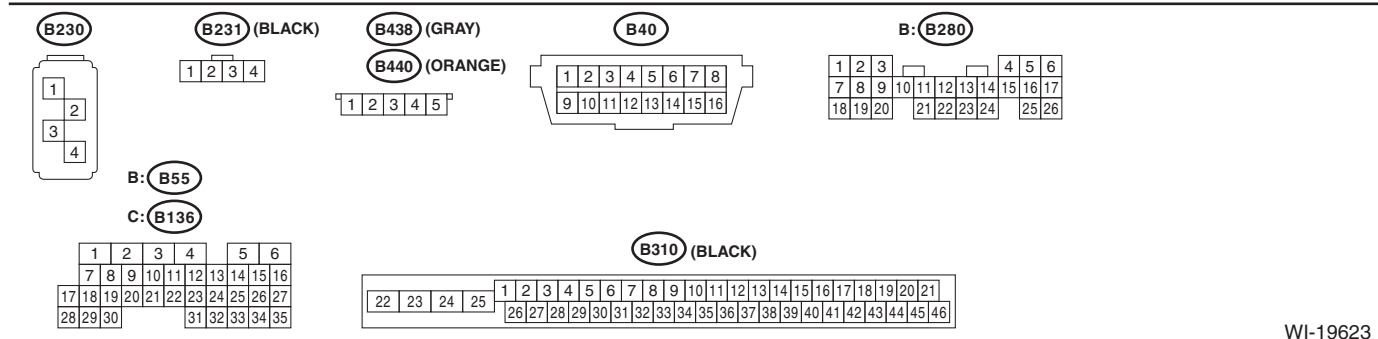 B230
B231 (BLACK)
B438 (GRAY)
B440 (ORANGE)
B40
B: B280
1
2
3
4
1 2 3 4
1 2 3 4 5
1 2 3 4 5 6 7 8
9 10 11 12 13 14 15 16
1 2 3 4 5 6
7 8 9 10 11 12 13 14 15 16 17
18 19 20 21 22 23 24 25 26
B: B55
C: B136
1 2 3 4 5 6
7 8 9 10 11 12 13 14 15 16
17 18 19 20 21 22 23 24 25 26 27
28 29 30 31 32 33 34 35
B310 (BLACK)
22 23 24 25
1 2 3 4 5 6 7 8 9 10 11 12 13 14 15 16 17 18 19 20 21
26 27 28 29 30 31 32 33 34 35 36 37 38 39 40 41 42 43 44 45 46
WI-19623